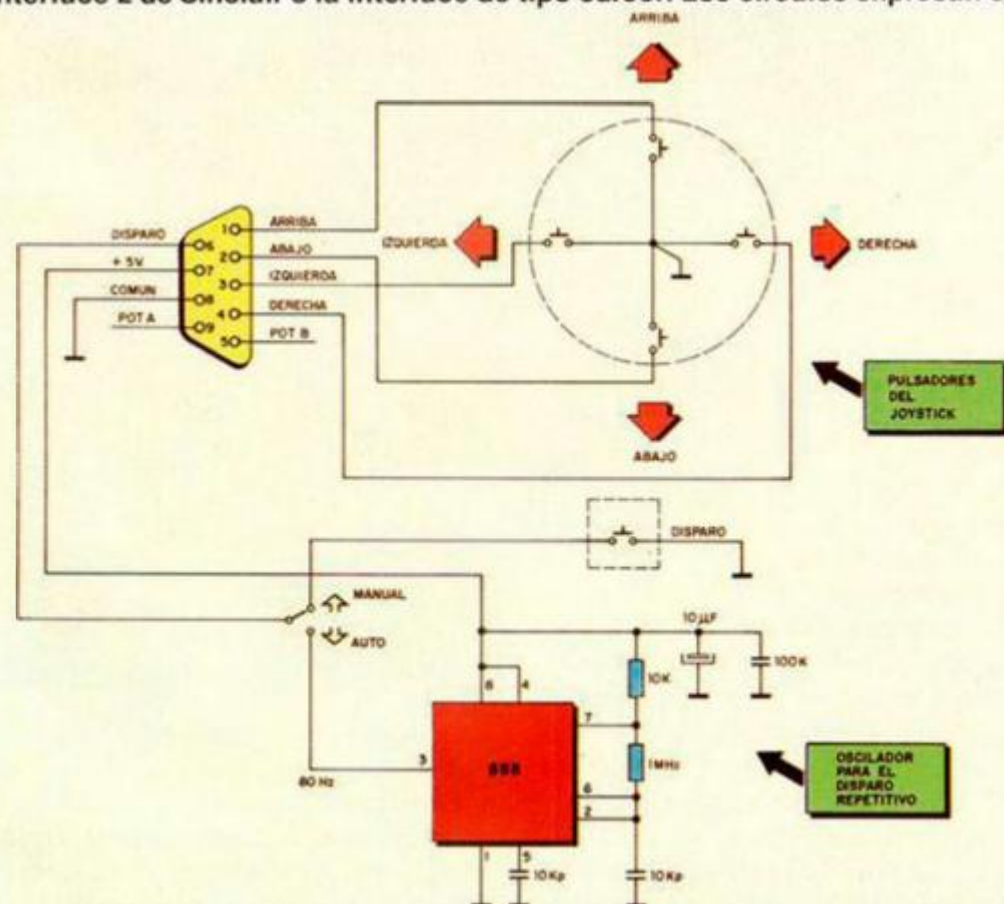 ARRIBA
DISPARO
+ 5V
COMUN
POT A
6
7
8
9
1
2
3
4
5
ARRIBA
ABAJO
IZQUIERDA
DERECHA
POT B
IZQUIERDA
DERECHA
ABAJO
PULSADORES
DEL
JOYSTICK
DISPARO
MANUAL
AUTO
10 µF
100K
10K
8
4
7
3
1MHz
6
2
80 Hz
1
5
10Kp
10Kp
OSCILADOR
PARA EL
DISPARO
REPETITIVO